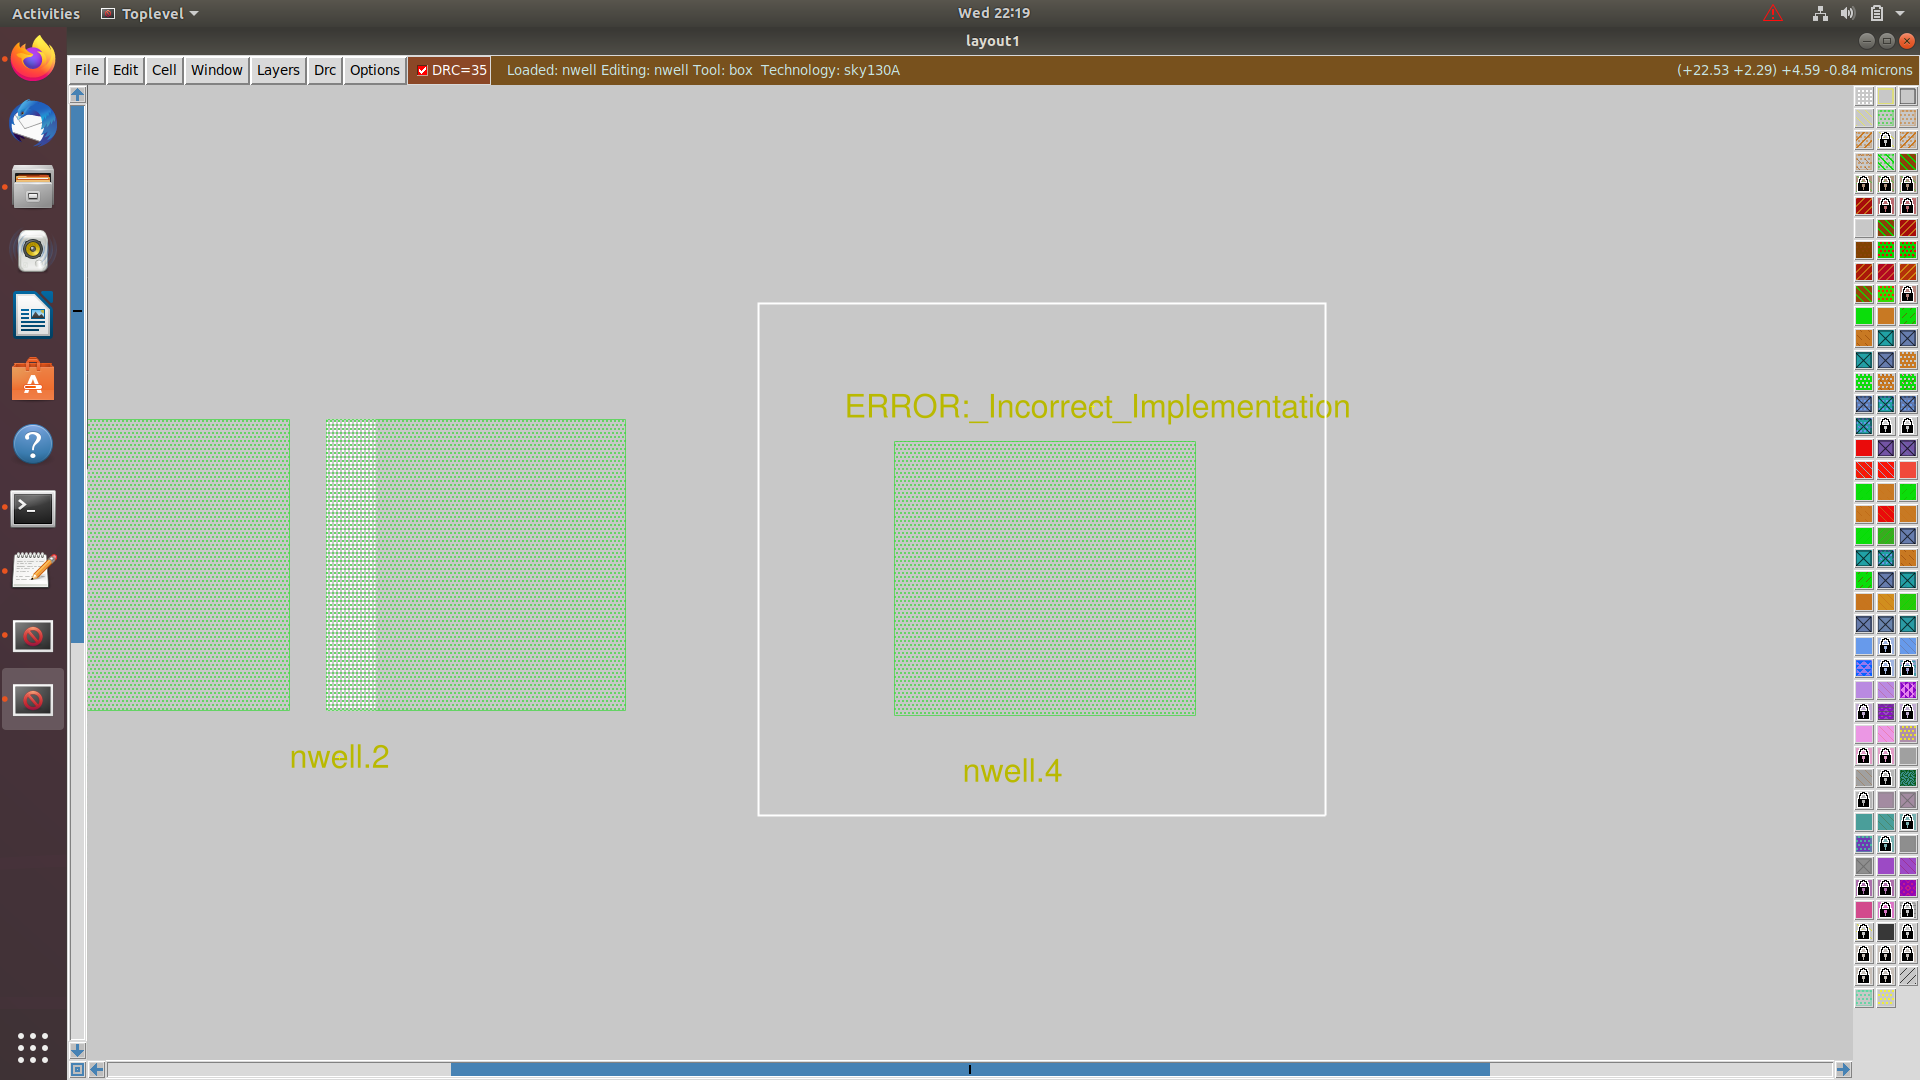 Activities Toplevel Wed 22:19
layout1
File Edit Cell Window Layers Drc Options DRC=35 Loaded: nwell Editing: nwell Tool: box Technology: sky130A (+22.53 +2.29) +4.59 -0.84 microns
ERROR:_Incorrect_Implementation
nwell.2
nwell.4